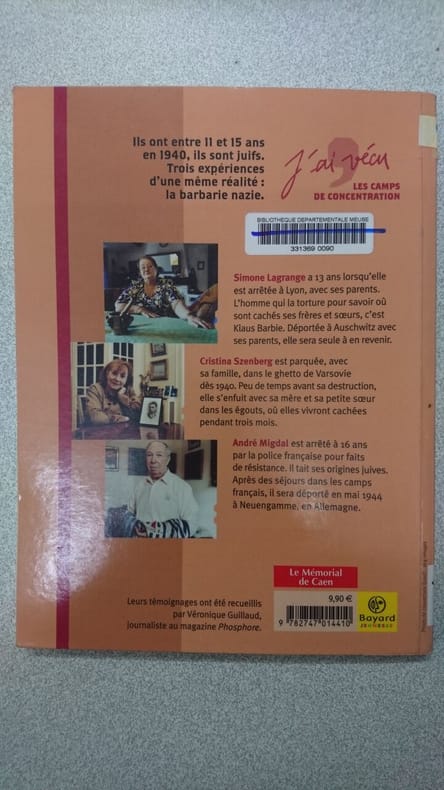 Ils ont entre 11 et 15 ans
en 1940, ils sont juifs.
Trois expériences
d'une même réalité :
la barbarie nazie.
J'ai vécu
LES CAMPS
DE CONCENTRATION
BIBLIOTHEQUE DEPARTEMENTALE MEUSE
331369 0090
Simone Lagrange a 13 ans lorsqu'elle
est arrêtée à Lyon, avec ses parents.
L'homme qui la torture pour savoir où
sont cachés ses frères et sœurs, c'est
Klaus Barbie. Déportée à Auschwitz avec
ses parents, elle sera seule à en revenir.
Cristina Szenberg est parquée, avec
sa famille, dans le ghetto de Varsovie
dès 1940. Peu de temps avant sa destruction,
elle s'enfuit avec sa mère et sa petite sœur
dans les égouts, où elles vivront cachées
pendant trois mois.
André Migdal est arrêté à 16 ans
par la police française pour faits
de résistance. Il tait ses origines juives.
Après des séjours dans les camps
français, il sera déporté en mai 1944
à Neuengamme, en Allemagne.
Le Mémorial
de Caen
9,90 €
Leurs témoignages ont été recueillis
par Véronique Guillaud,
journaliste au magazine Phosphore.
9 782747 014410
Bayard
JEUNESSE